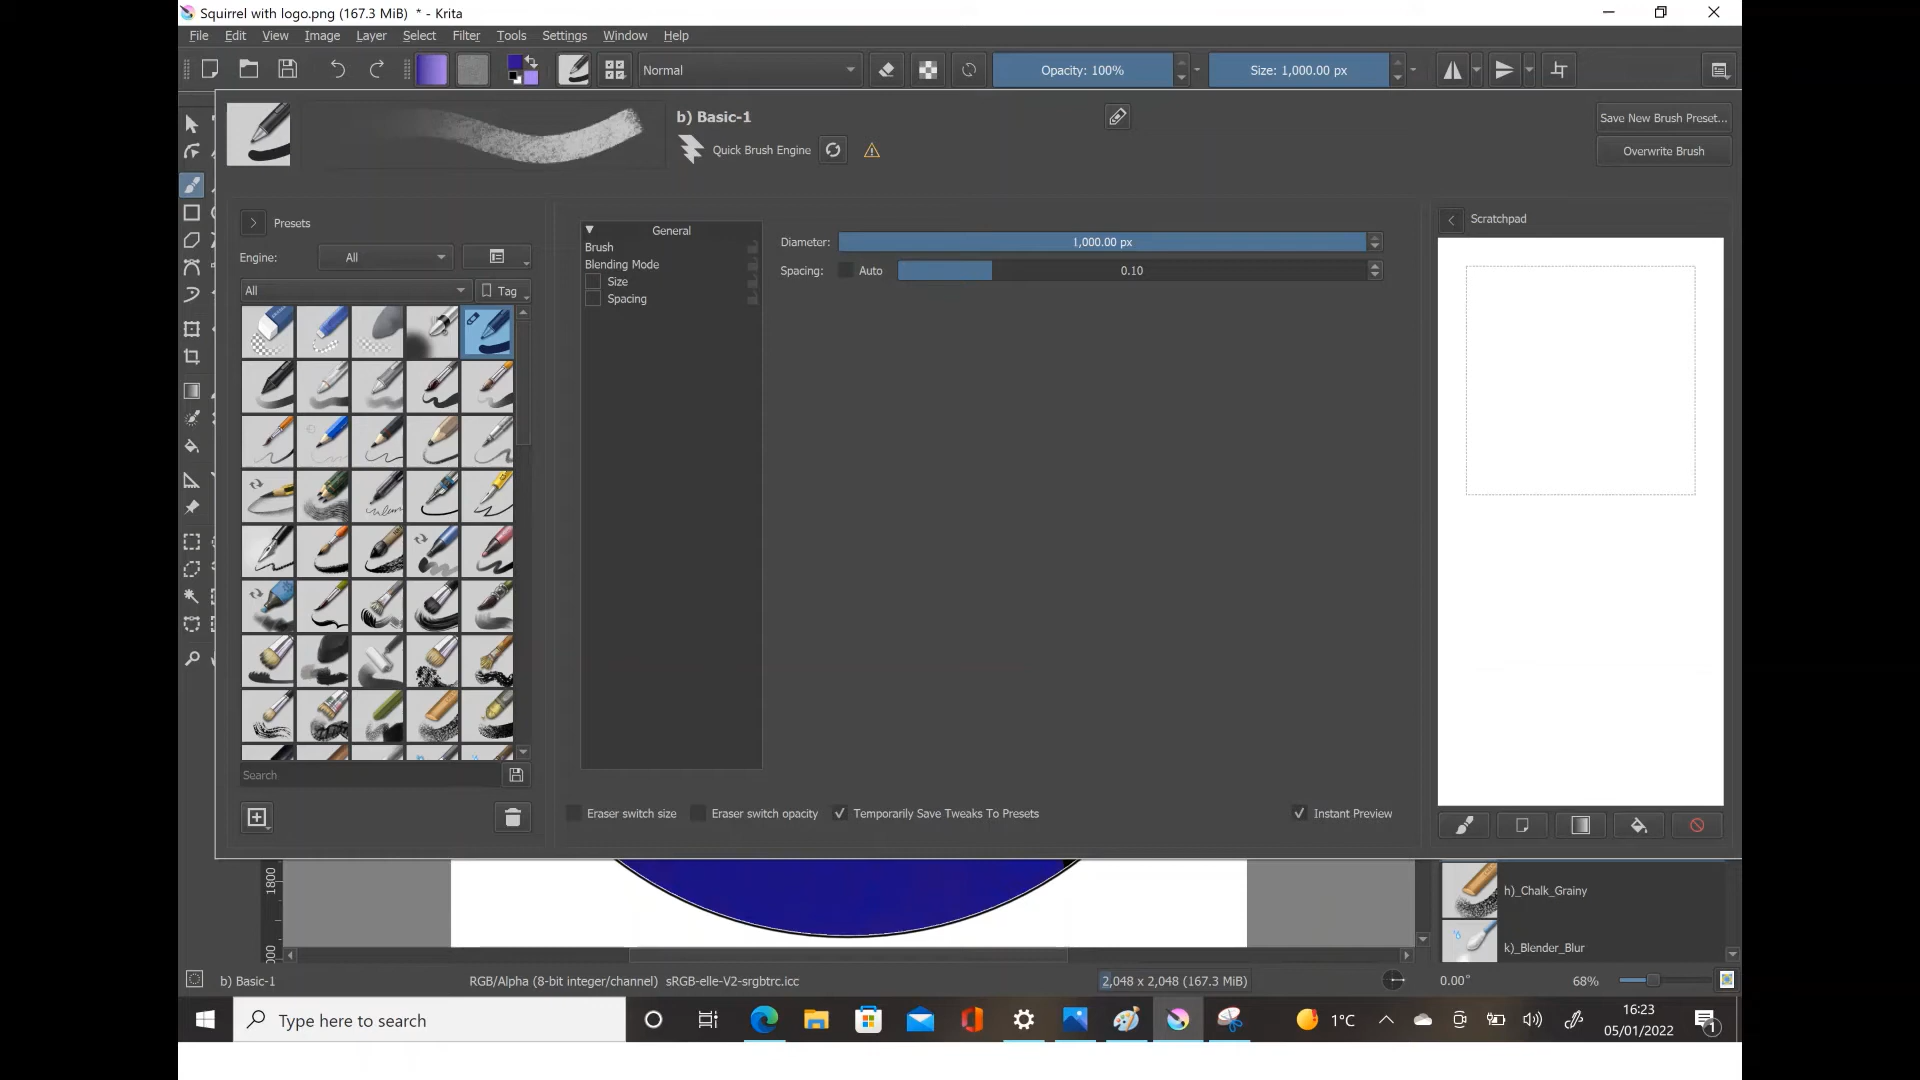 Squirrel with logo.png (167.3 MiB) * - Krita
File Edit View Image Layer Select Filter Tools Settings Window Help
Normal Opacity: 100% Size: 1,000.00 px
b) Basic-1
Quick Brush Engine
Save New Brush Preset...
Overwrite Brush
Presets
Engine: All
All Tag
General
Brush
Blending Mode
Size
Spacing
Diameter: 1,000.00 px
Spacing: Auto 0.10
Scratchpad
Search
Eraser switch size Eraser switch opacity Temporarily Save Tweaks To Presets Instant Preview
1800
h)_Chalk_Grainy
k)_Blender_Blur
b) Basic-1 RGB/Alpha (8-bit integer/channel) sRGB-elle-V2-srgbtrc.icc 2,048 x 2,048 (167.3 MiB) 0.00° 68%
Type here to search
1°C
16:23
05/01/2022
1